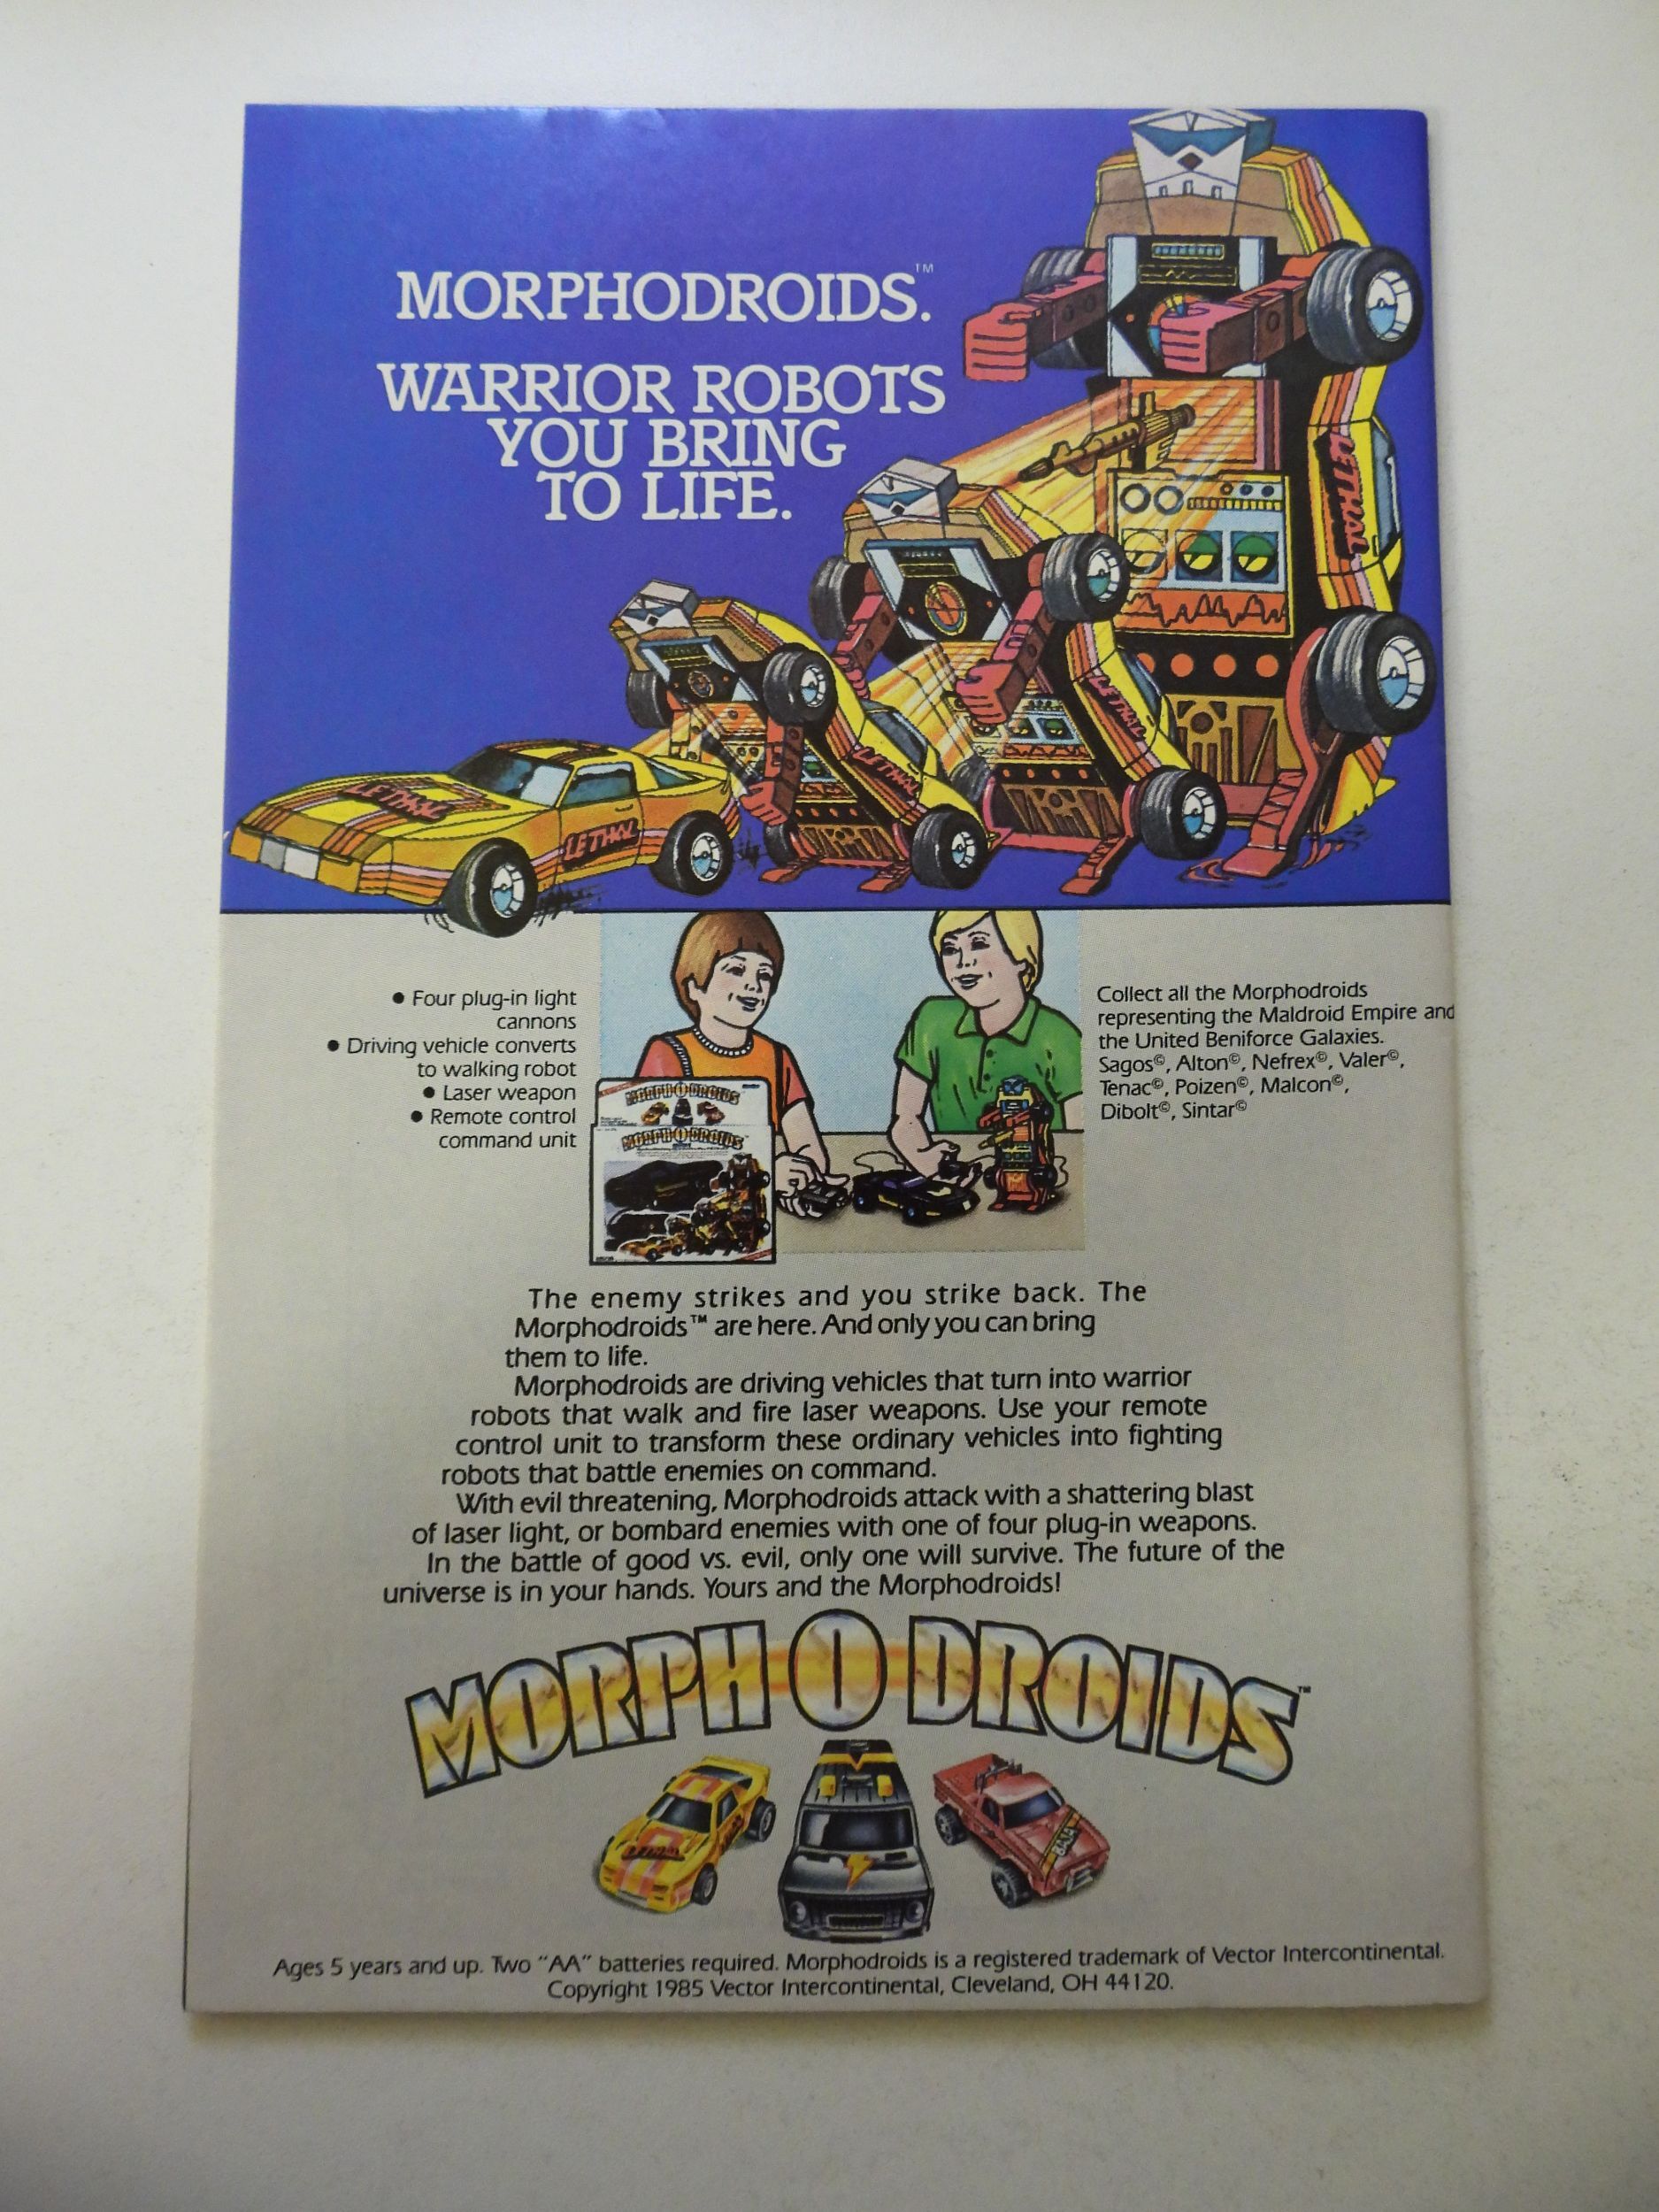 MORPHODROIDS.™
WARRIOR ROBOTS
YOU BRING
TO LIFE.
LETHAL
LETHAL
LETHAL
LETHAL
LETHAL
● Four plug-in light
cannons
● Driving vehicle converts
to walking robot
● Laser weapon
● Remote control
command unit
MORPH-O-DROIDS
MORPH-O-DROIDS
Collect all the Morphodroids
representing the Maldroid Empire and
the United Beniforce Galaxies.
Sagos©, Alton©, Nefrex©, Valer©,
Tenac©, Poizen©, Malcon©,
Dibolt©, Sintar©
The enemy strikes and you strike back. The
Morphodroids™ are here. And only you can bring
them to life.
Morphodroids are driving vehicles that turn into warrior
robots that walk and fire laser weapons. Use your remote
control unit to transform these ordinary vehicles into fighting
robots that battle enemies on command.
With evil threatening, Morphodroids attack with a shattering blast
of laser light, or bombard enemies with one of four plug-in weapons.
In the battle of good vs. evil, only one will survive. The future of the
universe is in your hands. Yours and the Morphodroids!
MORPH O DROIDS™
LETHAL
BAJA
Ages 5 years and up. Two "AA" batteries required. Morphodroids is a registered trademark of Vector Intercontinental.
Copyright 1985 Vector Intercontinental, Cleveland, OH 44120.